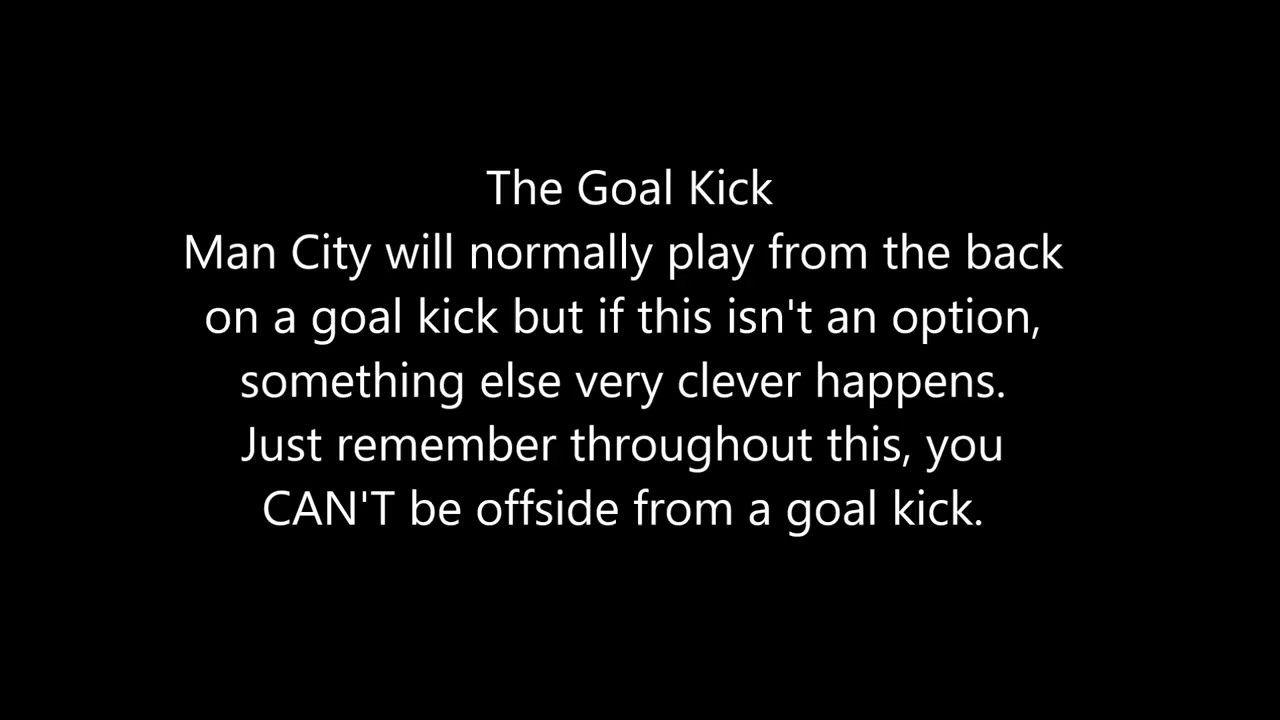 The Goal Kick
Man City will normally play from the back
on a goal kick but if this isn't an option,
something else very clever happens.
Just remember throughout this, you
CAN'T be offside from a goal kick.